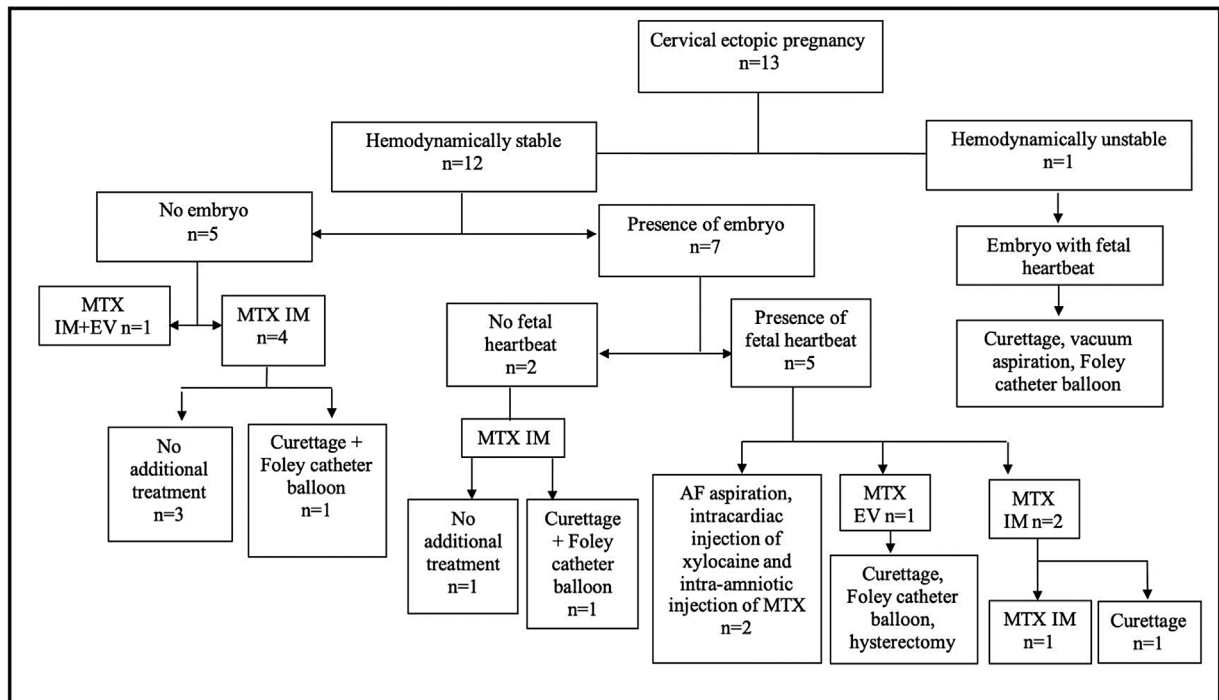 Cervical ectopic pregnancy
n=13
Hemodynamically stable
n=12
Hemodynamically unstable
n=1
No embryo
n=5
Presence of embryo
n=7
Embryo with fetal
heartbeat
MTX
IM+EV n=1
MTX IM
n=4
No fetal
heartbeat
n=2
Presence of
fetal heartbeat
n=5
Curettage, vacuum
aspiration, Foley
catheter balloon
No
additional
treatment
n=3
Curettage +
Foley catheter
balloon
n=1
MTX IM
No
additional
treatment
n=1
Curettage
+ Foley
catheter
balloon
n=1
AF aspiration,
intracardiac
injection of
xylocaine and
intra-amniotic
injection of MTX
n=2
MTX
EV n=1
MTX
IM n=2
Curettage,
Foley catheter
balloon,
hysterectomy
MTX IM
n=1
Curettage
n=1